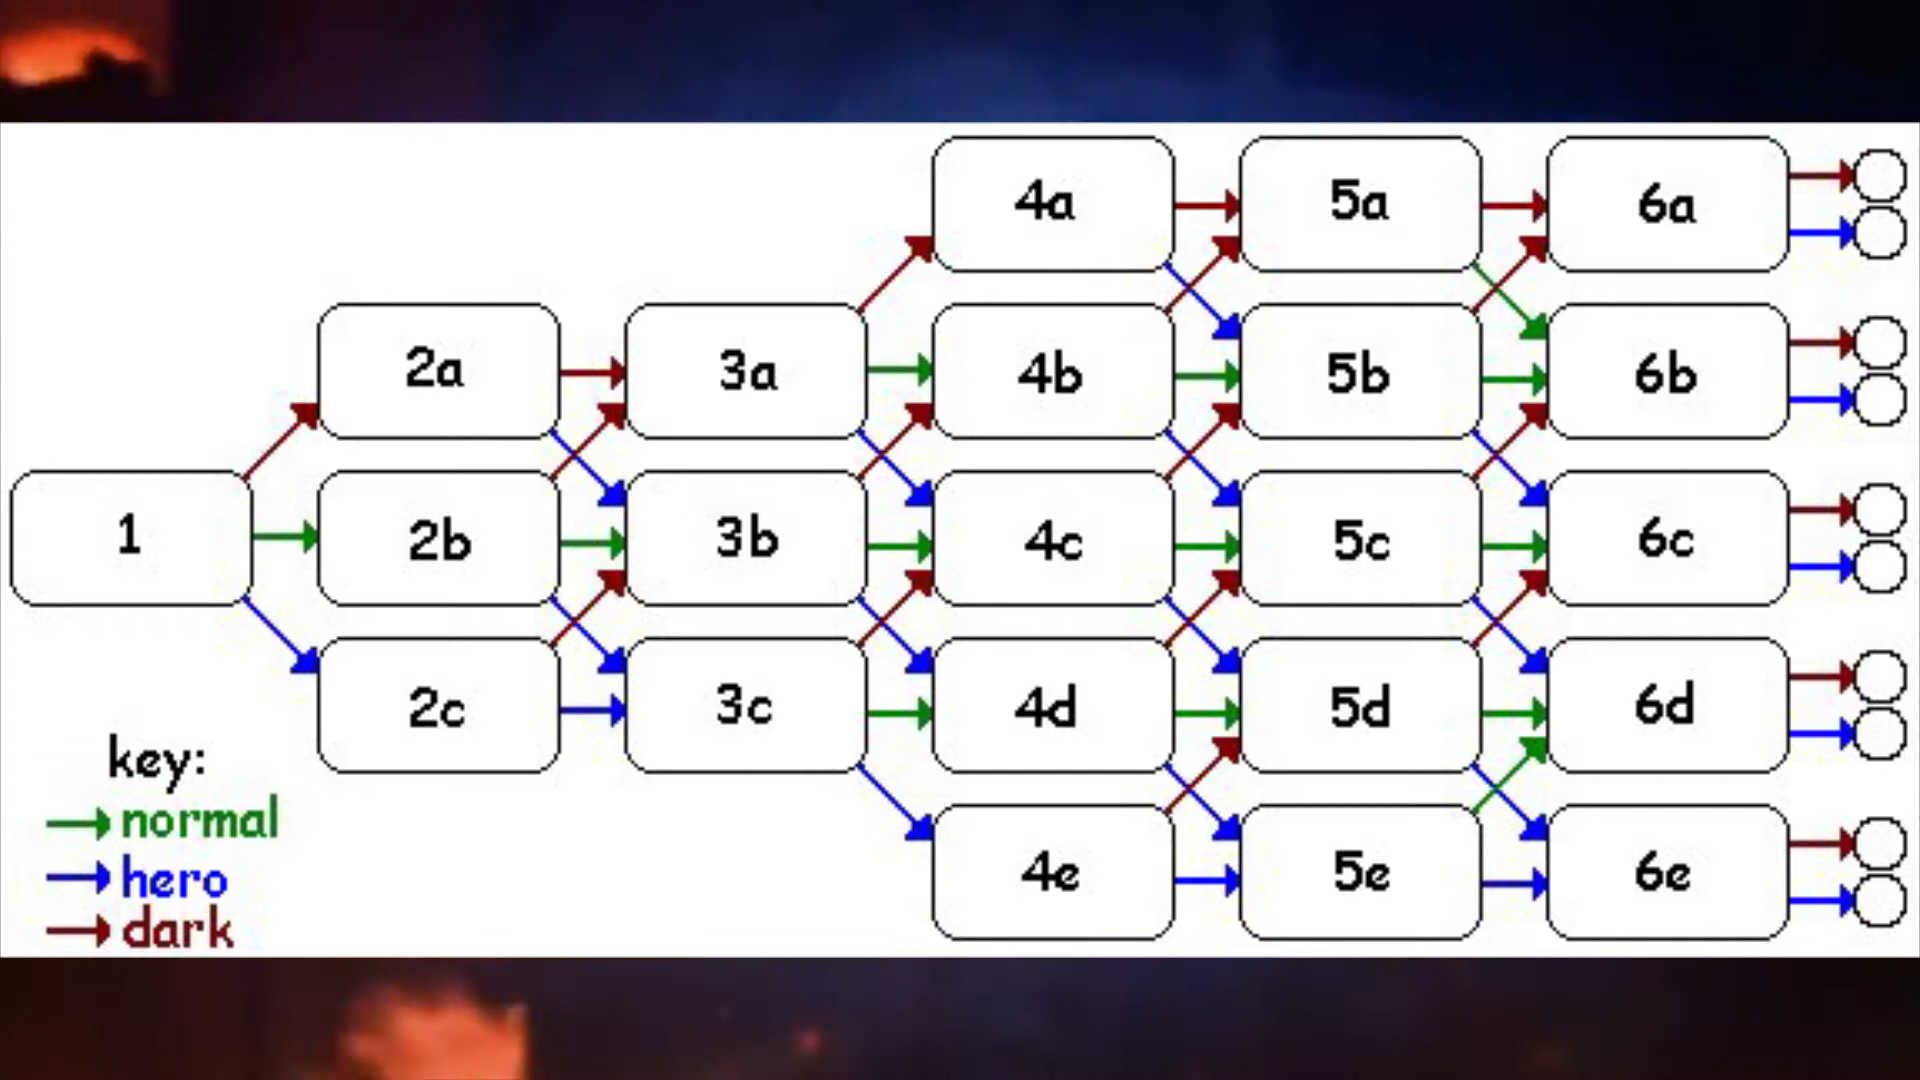 4a 5a 6a
2a 3a 4b 5b 6b
1 2b 3b 4c 5c 6c
2c 3c 4d 5d 6d
key:
normal
4e 5e 6e
hero
dark